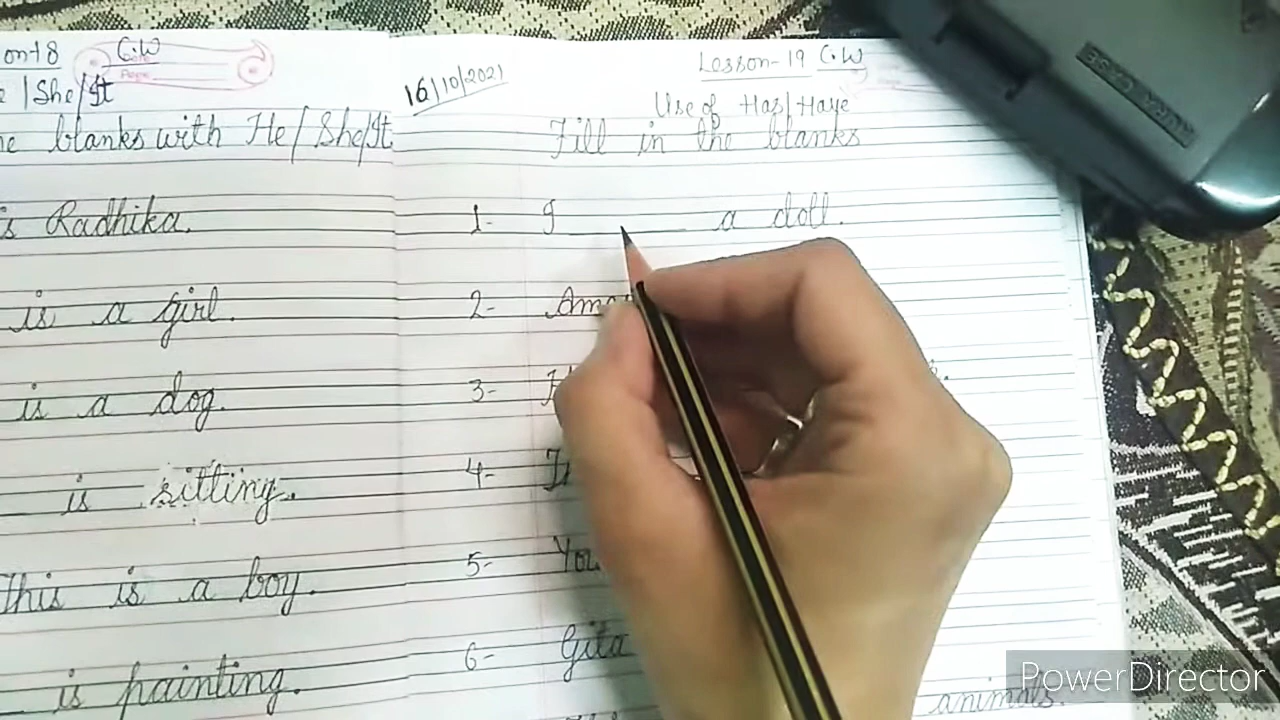 C.W
/She/It
blanks with He/She/It
is Radhika.
is a girl.
is a dog.
is sitting.
This is a boy.
is painting.
16/10/2021
Lesson-19 C.W
Use of Has/Have
Fill in the blanks
1- I ______ a doll.
2-
3-
4-
5-
6- Gita
animals.
PowerDirector